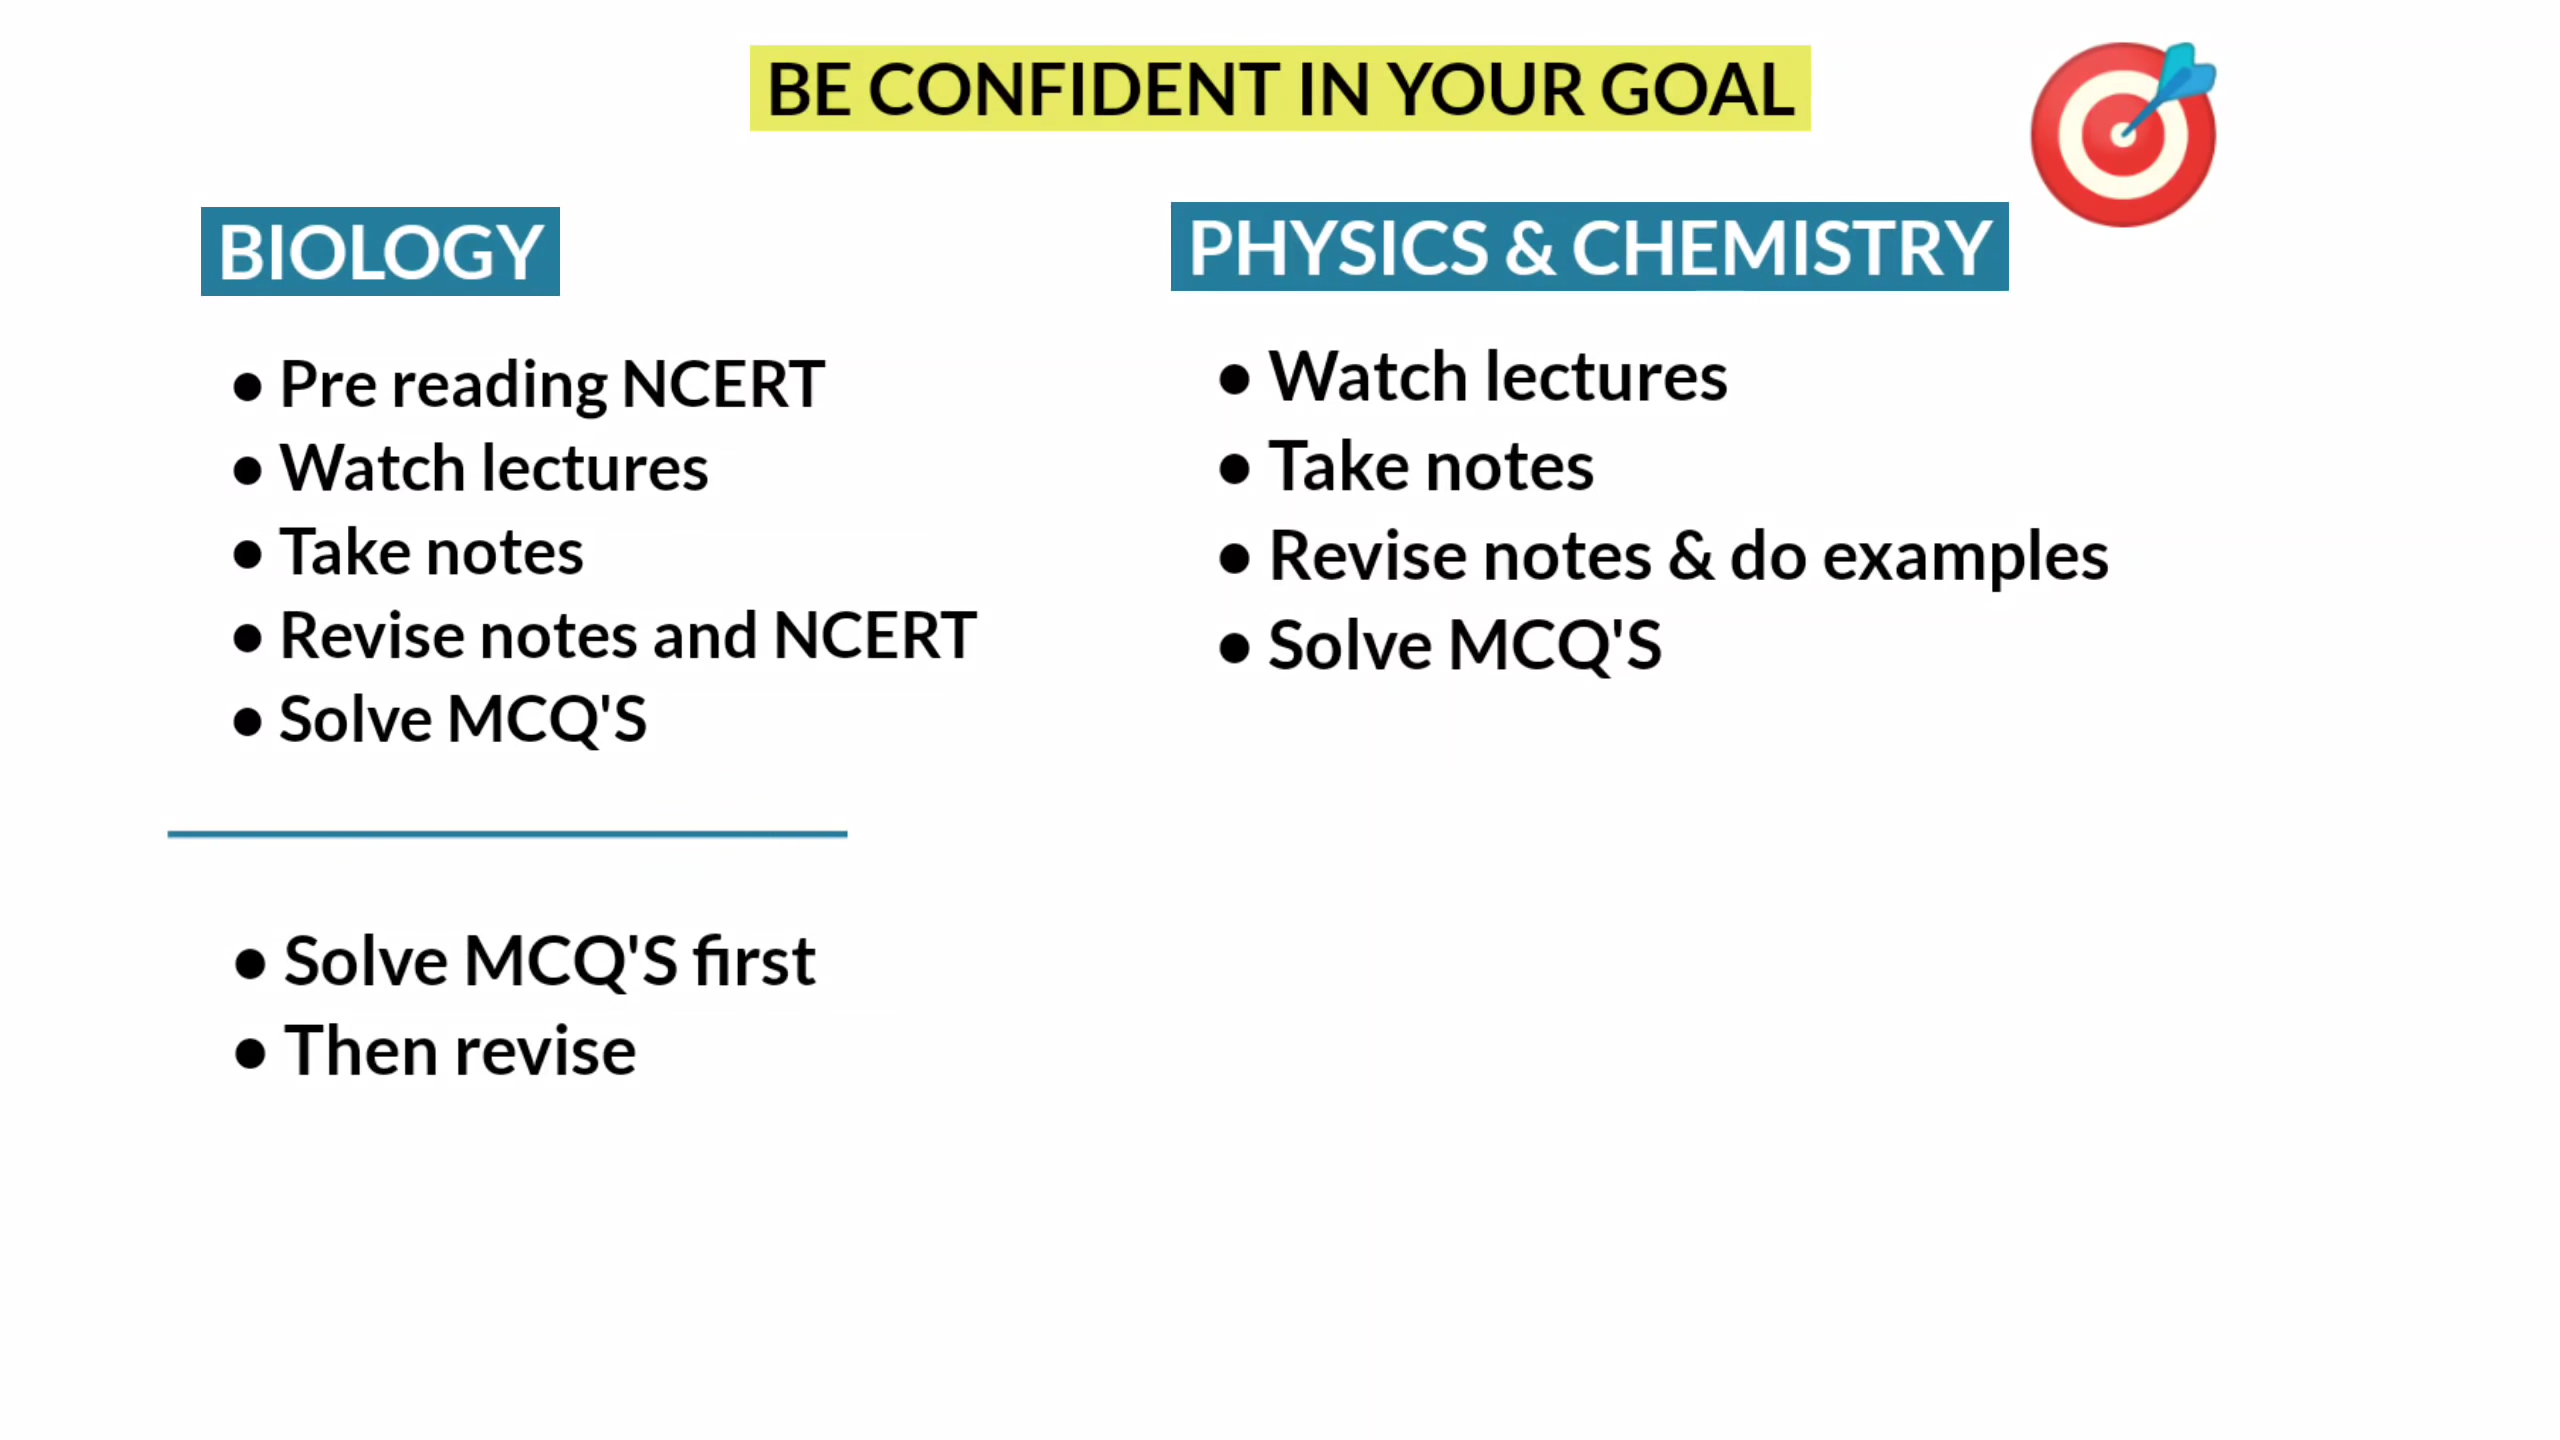 BE CONFIDENT IN YOUR GOAL
BIOLOGY
• Pre reading NCERT
• Watch lectures
• Take notes
• Revise notes and NCERT
• Solve MCQ'S
• Solve MCQ'S first
• Then revise
PHYSICS & CHEMISTRY
• Watch lectures
• Take notes
• Revise notes & do examples
• Solve MCQ'S